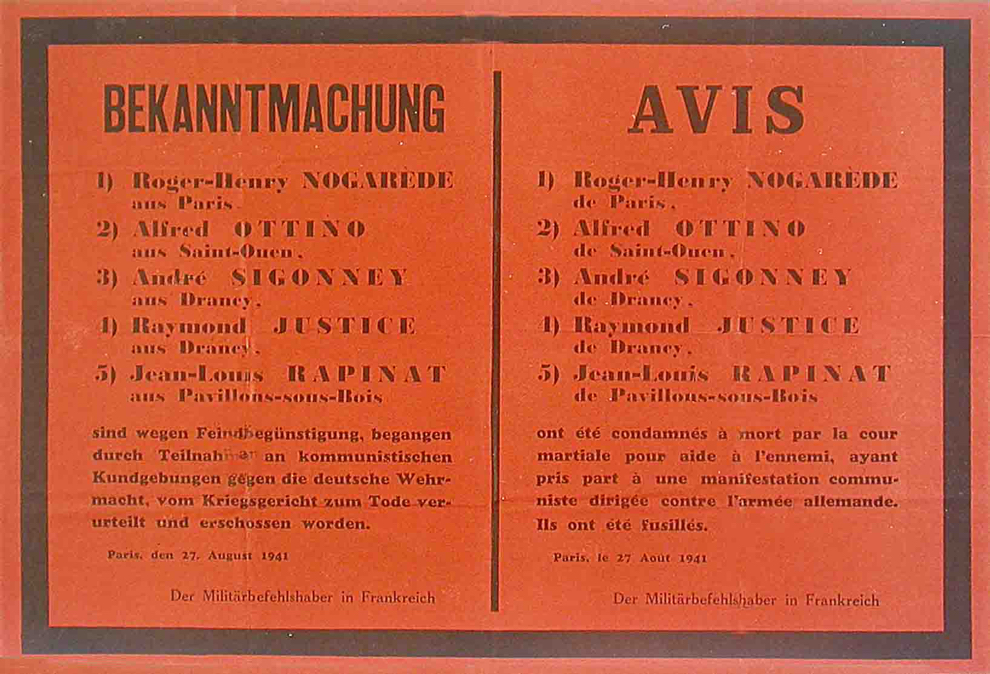 BEKANNTMACHUNG
1) Roger-Henry NOGARÈDE
aus Paris,
2) Alfred OTTINO
aus Saint-Ouen,
3) André SIGONNEY
aus Drancy,
4) Raymond JUSTICE
aus Drancy,
5) Jean-Louis RAPINAT
aus Pavillons-sous-Bois
sind wegen Feindbegünstigung, begangen
durch Teilnahme an kommunistischen
Kundgebungen gegen die deutsche Wehr-
macht, vom Kriegsgericht zum Tode ver-
urteilt und erschossen worden.
Paris, den 27. August 1941
Der Militärbefehlshaber in Frankreich
AVIS
1) Roger-Henry NOGARÈDE
de Paris,
2) Alfred OTTINO
de Saint-Ouen,
3) André SIGONNEY
de Drancy,
4) Raymond JUSTICE
de Drancy,
5) Jean-Louis RAPINAT
de Pavillons-sous-Bois
ont été condamnés à mort par la cour
martiale pour aide à l'ennemi, ayant
pris part à une manifestation commu-
niste dirigée contre l'armée allemande.
Ils ont été fusillés.
Paris, le 27 Août 1941
Der Militärbefehlshaber in Frankreich